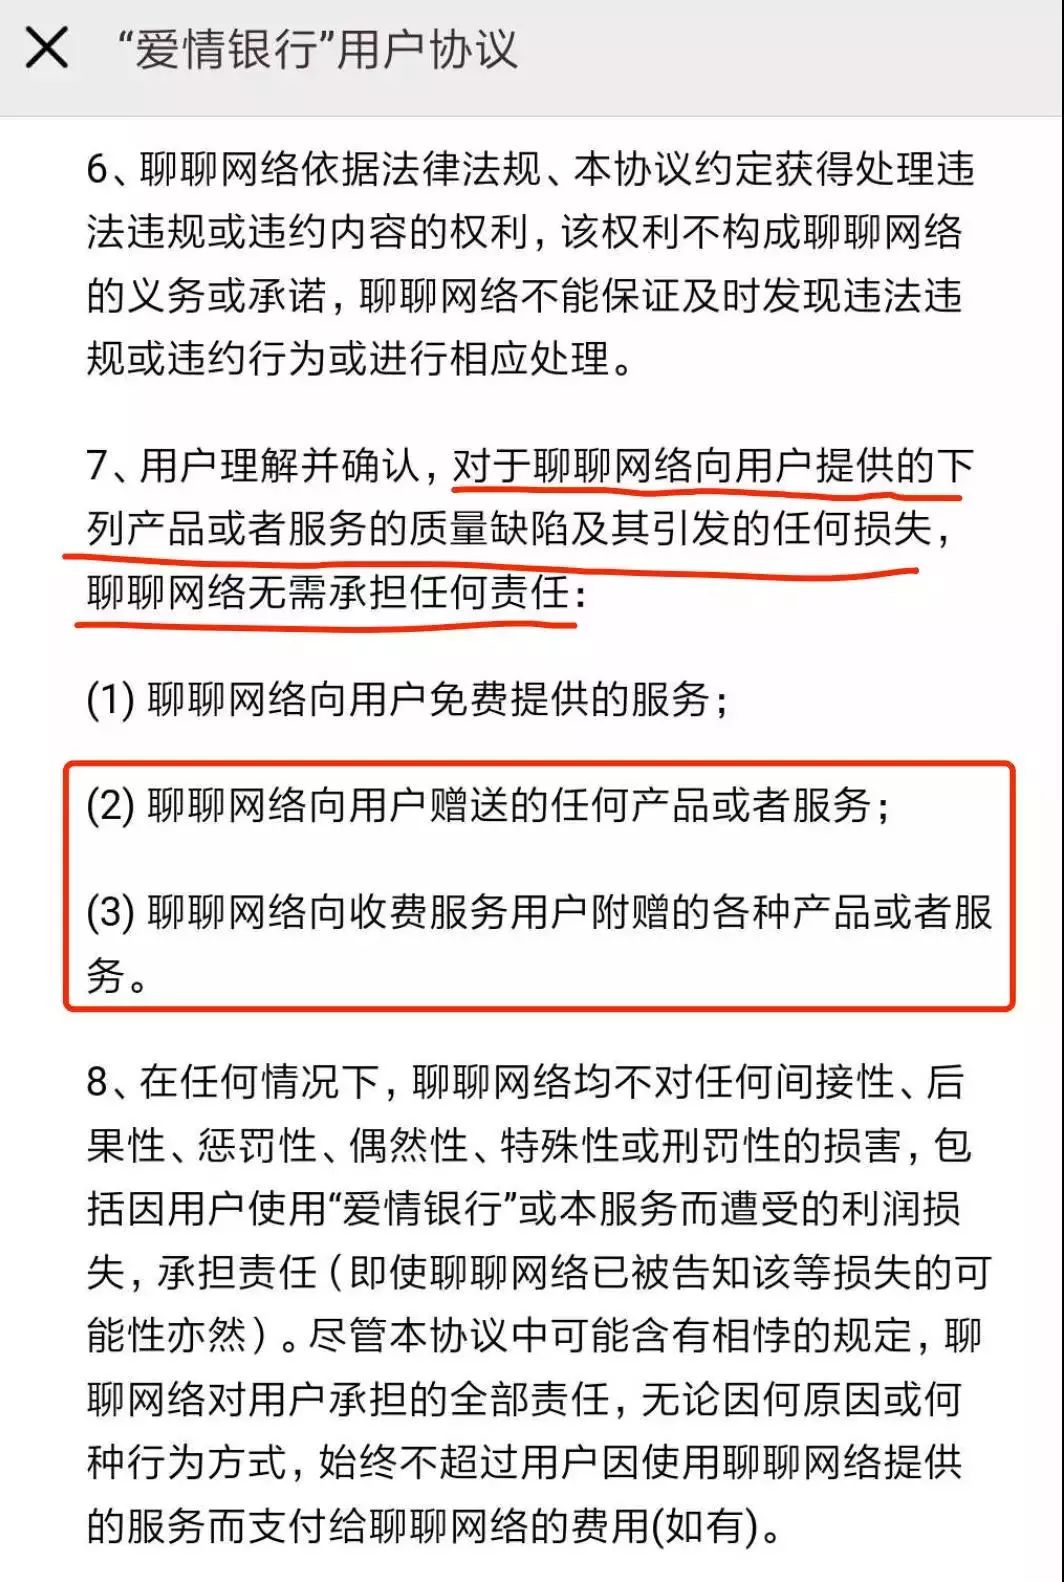 “爱情银行”用户协议
6、聊聊网络依据法律法规、本协议约定获得处理违
法违规或违约内容的权利，该权利不构成聊聊网络
的义务或承诺，聊聊网络不能保证及时发现违法违
规或违约行为或进行相应处理。
7、用户理解并确认，对于聊聊网络向用户提供的下
列产品或者服务的质量缺陷及其引发的任何损失，
聊聊网络无需承担任何责任：
(1) 聊聊网络向用户免费提供的服务；
(2) 聊聊网络向用户赠送的任何产品或者服务；
(3) 聊聊网络向收费服务用户附赠的各种产品或者服
务。
8、在任何情况下，聊聊网络均不对任何间接性、后
果性、惩罚性、偶然性、特殊性或刑罚性的损害，包
括因用户使用“爱情银行”或本服务而遭受的利润损
失，承担责任（即使聊聊网络已被告知该等损失的可
能性亦然）。尽管本协议中可能含有相悖的规定，聊
聊网络对用户承担的全部责任，无论因何原因或何
种行为方式，始终不超过用户因使用聊聊网络提供
的服务而支付给聊聊网络的费用(如有)。